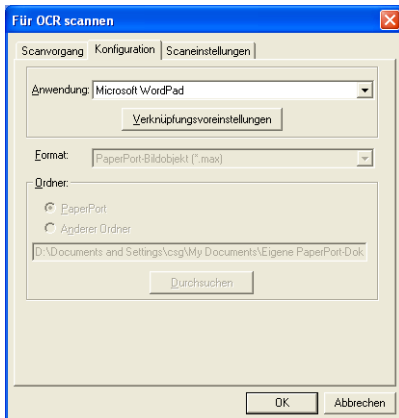 Für OCR scannen
Scanvorgang Konfiguration Scaneinstellungen
Anwendung: Microsoft WordPad
Verknüpfungsvoreinstellungen
Format: PaperPort-Bildobjekt (*.max)
Ordner:
PaperPort
Anderer Ordner
D:\Documents and Settings\csg\My Documents\Eigene PaperPort-Dok
Durchsuchen
OK Abbrechen